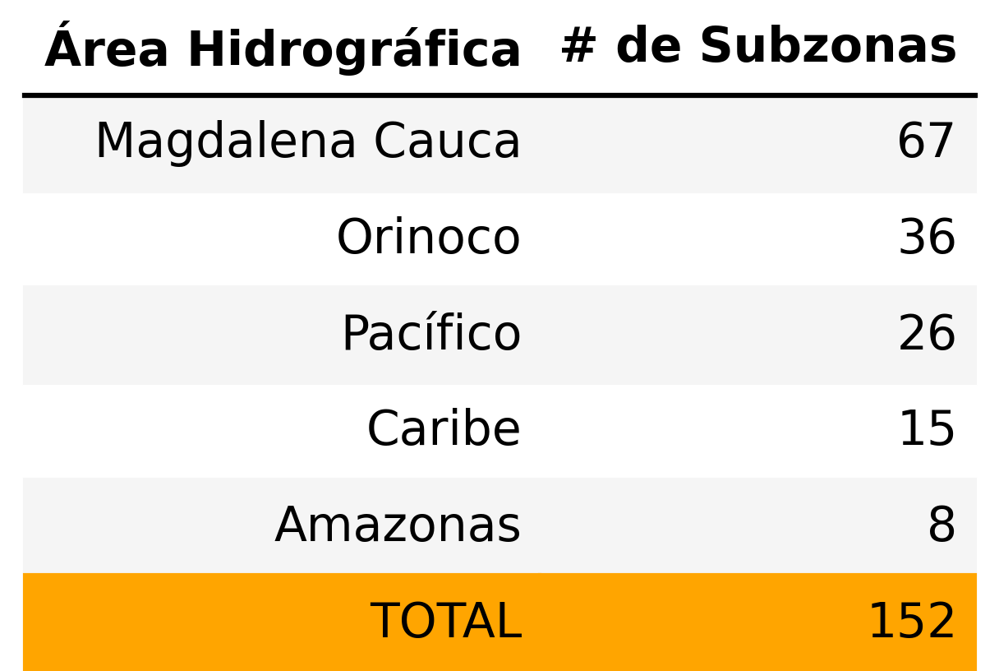 Área Hidrográfica # de Subzonas
Magdalena Cauca 67
Orinoco 36
Pacífico 26
Caribe 15
Amazonas 8
TOTAL 152